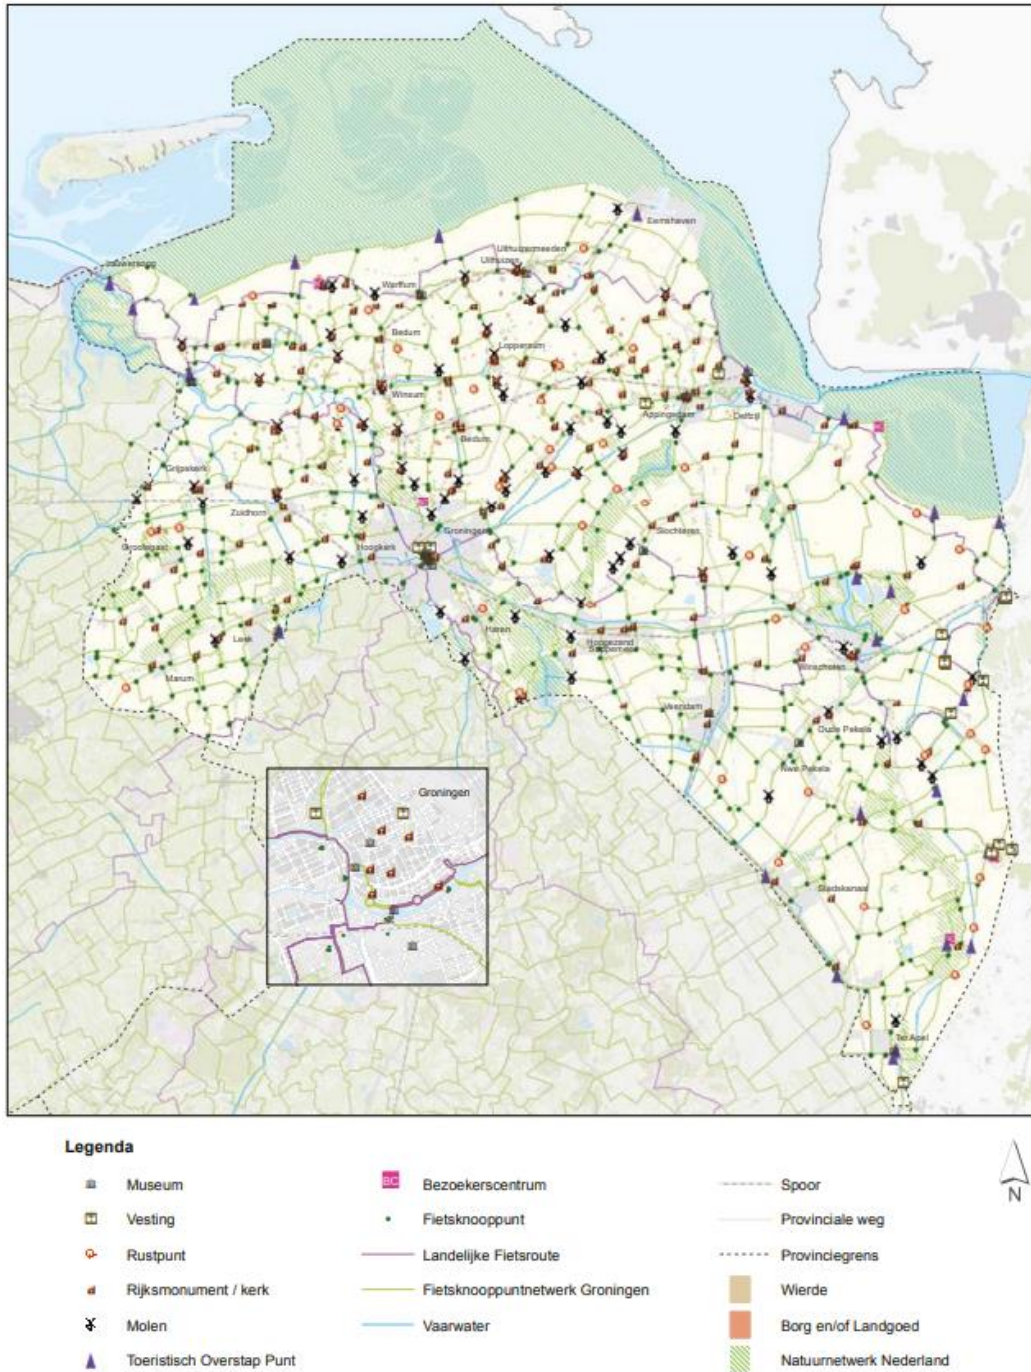 Eemshaven
Uithuizermeeden
Uithuizen
Lauwersoog
Warffum
Bedum
Loppersum
Winsum
Appingedam
Delfzijl
Bedum
Grijpskerk
Zuidhorn
Groningen
Slochteren
Grootegast
Hoogkerk
Haren
Leek
Hoogezand
Sappemeer
Winschoten
Marum
Veendam
Oude Pekela
Nwe Pekela
Groningen
Stadskanaal
Ter Apel
Legenda
Museum
BC Bezoekerscentrum
Spoor
Vesting
Fietsknooppunt
Provinciale weg
Rustpunt
Landelijke Fietsroute
Provinciegrens
Rijksmonument / kerk
Fietsknooppuntnetwerk Groningen
Wierde
Molen
Vaarwater
Borg en/of Landgoed
Toeristisch Overstap Punt
Natuurnetwerk Nederland
N